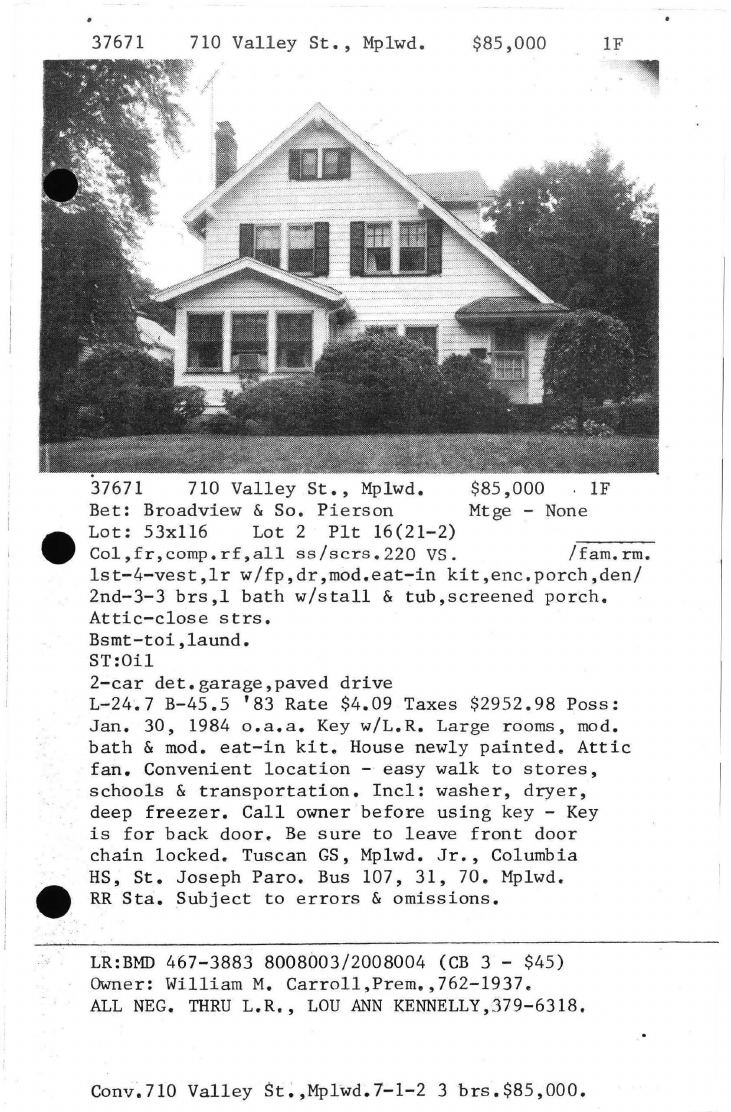 37671 710 Valley St., Mplwd. $85,000 1F
37671 710 Valley St., Mplwd. $85,000 1F
Bet: Broadview & So. Pierson Mtge - None
Lot: 53x116 Lot 2 Plt 16(21-2)
Col,fr,comp.rf,all ss/scrs.220 VS. /fam.rm.
1st-4-vest,lr w/fp,dr,mod.eat-in kit,enc.porch,den/
2nd-3-3 brs,1 bath w/stall & tub,screened porch.
Attic-close strs.
Bsmt-toi,laund.
ST:Oil
2-car det.garage,paved drive
L-24.7 B-45.5 '83 Rate $4.09 Taxes $2952.98 Poss:
Jan. 30, 1984 o.a.a. Key w/L.R. Large rooms, mod.
bath & mod. eat-in kit. House newly painted. Attic
fan. Convenient location - easy walk to stores,
schools & transportation. Incl: washer, dryer,
deep freezer. Call owner before using key - Key
is for back door. Be sure to leave front door
chain locked. Tuscan GS, Mplwd. Jr., Columbia
HS, St. Joseph Paro. Bus 107, 31, 70. Mplwd.
RR Sta. Subject to errors & omissions.
LR:BMD 467-3883 8008003/2008004 (CB 3 - $45)
Owner: William M. Carroll,Prem.,762-1937.
ALL NEG. THRU L.R., LOU ANN KENNELLY,379-6318.
Conv.710 Valley St.,Mplwd.7-1-2 3 brs.$85,000.